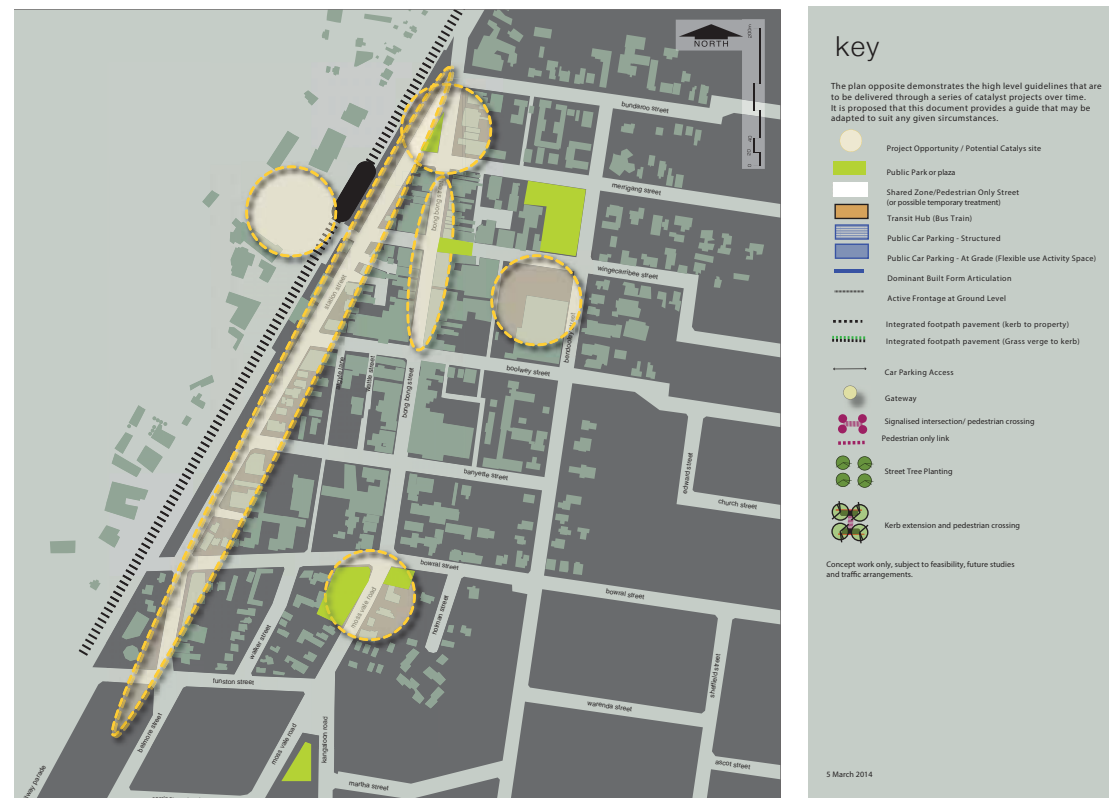 NORTH
200m
bundaroo street
merrigang street
bong bong street
wingecarribee street
station street
bendooley street
boolwey street
wattle street
bong bong street
banyette street
edward street
church street
bowral street
bowral street
moss vale road
holman street
walker street
funston street
sheffield street
warenda street
belmore street
moss vale road
kangaloon road
ascot street
martha street
way parade
key
The plan opposite demonstrates the high level guidelines that are
to be delivered through a series of catalyst projects over time.
It is proposed that this document provides a guide that may be
adapted to suit any given sircumstances.
Project Opportunity / Potential Catalys site
Public Park or plaza
Shared Zone/Pedestrian Only Street
(or possible temporary treatment)
Transit Hub (Bus Train)
Public Car Parking - Structured
Public Car Parking - At Grade (Flexible use Activity Space)
Dominant Built Form Articulation
Active Frontage at Ground Level
Integrated footpath pavement (kerb to property)
Integrated footpath pavement (Grass verge to kerb)
Car Parking Access
Gateway
Signalised intersection/ pedestrian crossing
Pedestrian only link
Street Tree Planting
Kerb extension and pedestrian crossing
Concept work only, subject to feasibility, future studies
and traffic arrangements.
5 March 2014